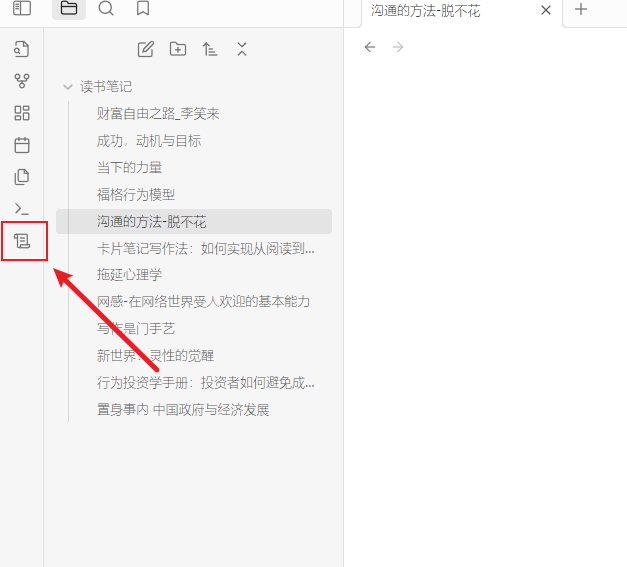 沟通的方法-脱不花
读书笔记
财富自由之路_李笑来
成功，动机与目标
当下的力量
福格行为模型
沟通的方法-脱不花
卡片笔记写作法：如何实现从阅读到...
拖延心理学
网感-在网络世界受人欢迎的基本能力
写作是门手艺
新世界：灵性的觉醒
行为投资学手册：投资者如何避免成...
置身事内 中国政府与经济发展